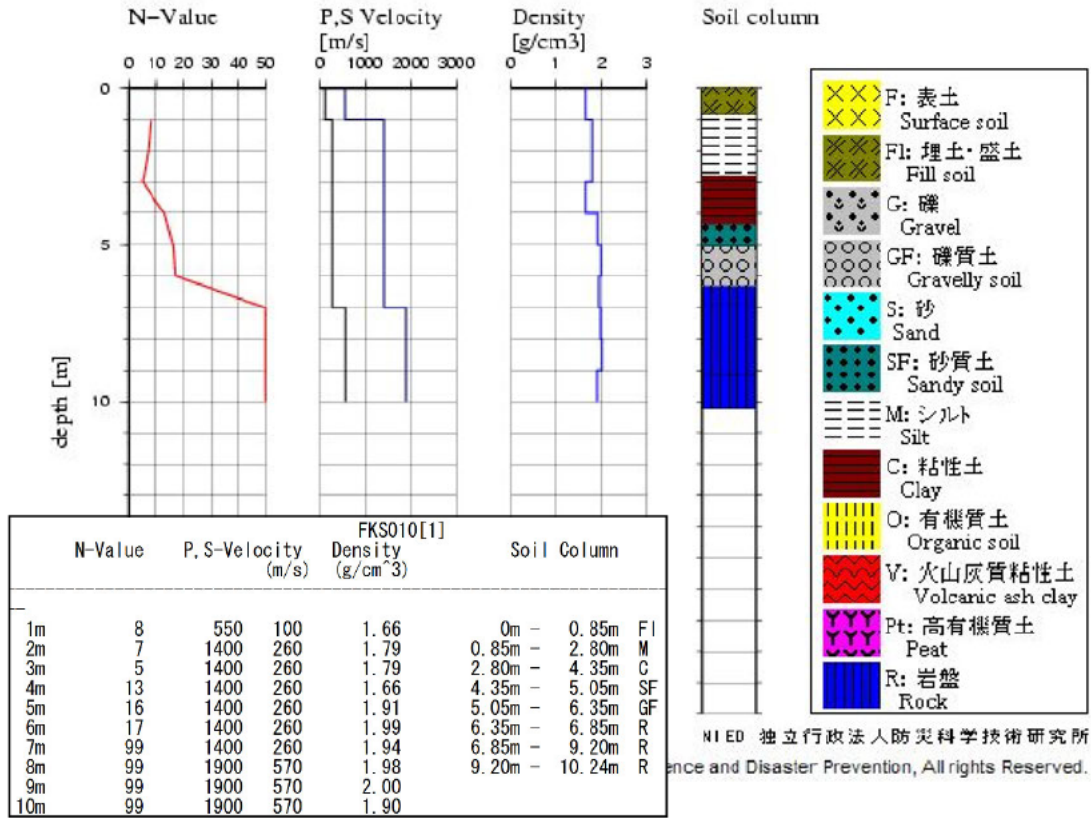 N-Value P,S Velocity Density Soil column
[m/s] [g/cm3]
0 10 20 30 40 50 0 1000 2000 3000 0 1 2 3
0
5
10
depth [m]
F: 表土
Surface soil
Fl: 埋土・盛土
Fill soil
G: 礫
Gravel
GF: 礫質土
Gravelly soil
S: 砂
Sand
SF: 砂質土
Sandy soil
M: シルト
Silt
C: 粘性土
Clay
O: 有機質土
Organic soil
V: 火山灰質粘性土
Volcanic ash clay
Pt: 高有機質土
Peat
R: 岩盤
Rock
FKS010[1]
N-Value P,S-Velocity Density Soil Column
(m/s) (g/cm^3)
1m 8 550 100 1.66 0m - 0.85m Fl
2m 7 1400 260 1.79 0.85m - 2.80m M
3m 5 1400 260 1.79 2.80m - 4.35m C
4m 13 1400 260 1.66 4.35m - 5.05m SF
5m 16 1400 260 1.91 5.05m - 6.35m GF
6m 17 1400 260 1.99 6.35m - 6.85m R
7m 99 1400 260 1.94 6.85m - 9.20m R
8m 99 1900 570 1.98 9.20m - 10.24m R
9m 99 1900 570 2.00
10m 99 1900 570 1.90
NIED 独立行政法人防災科学技術研究所
ence and Disaster Prevention, All rights Reserved.